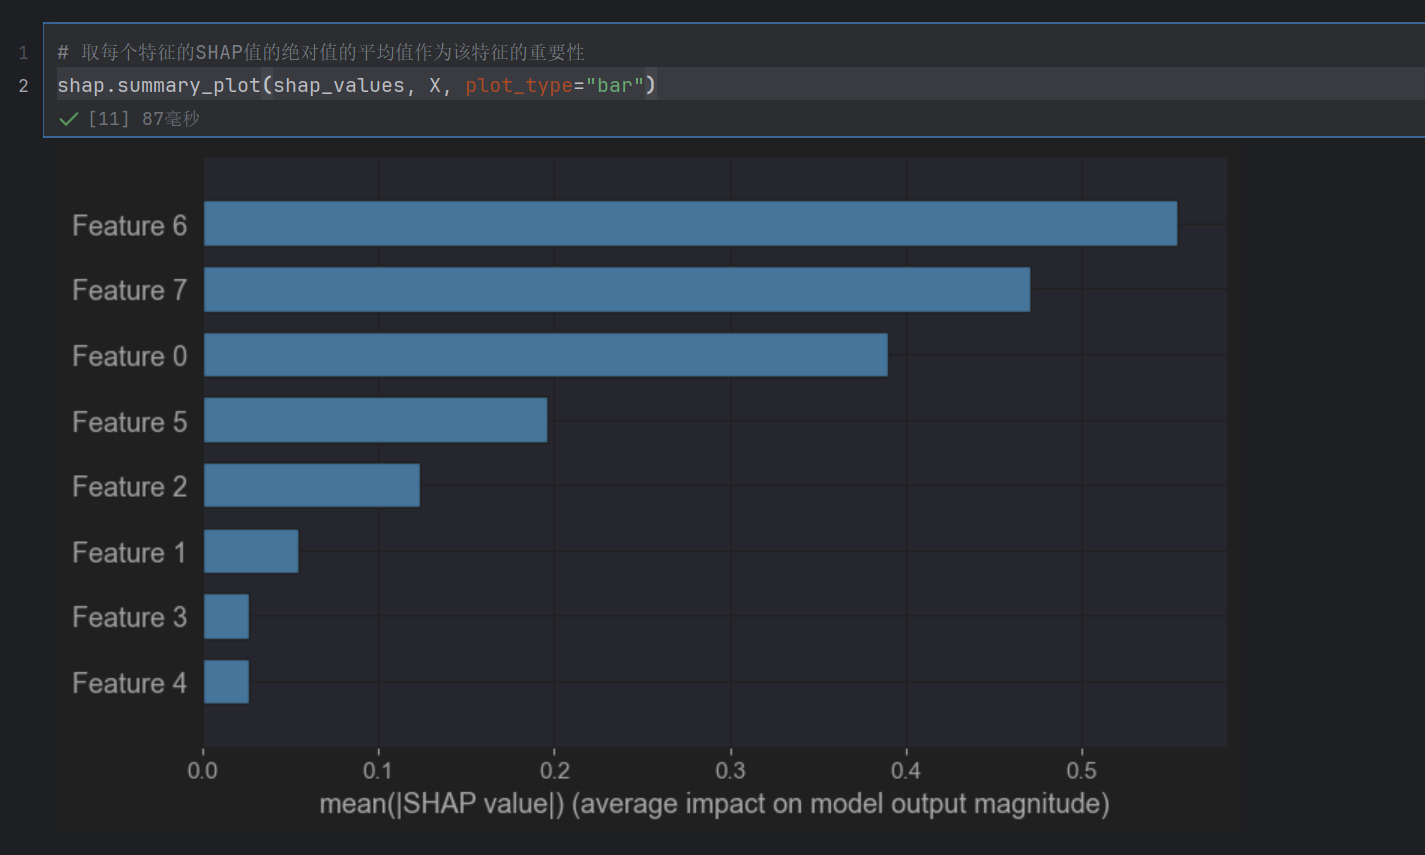 1 # 取每个特征的SHAP值的绝对值的平均值作为该特征的重要性
2 shap.summary_plot(shap_values, X, plot_type="bar")
[11] 87毫秒
Feature 6
Feature 7
Feature 0
Feature 5
Feature 2
Feature 1
Feature 3
Feature 4
0.0 0.1 0.2 0.3 0.4 0.5
mean(|SHAP value|) (average impact on model output magnitude)